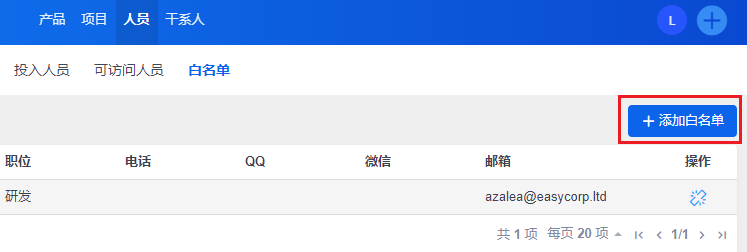 产品 项目 人员 干系人 L
投入人员 可访问人员 白名单
+ 添加白名单
职位 电话 QQ 微信 邮箱 操作
研发 azalea@easycorp.ltd
共 1 项 每页 20 项 1/1